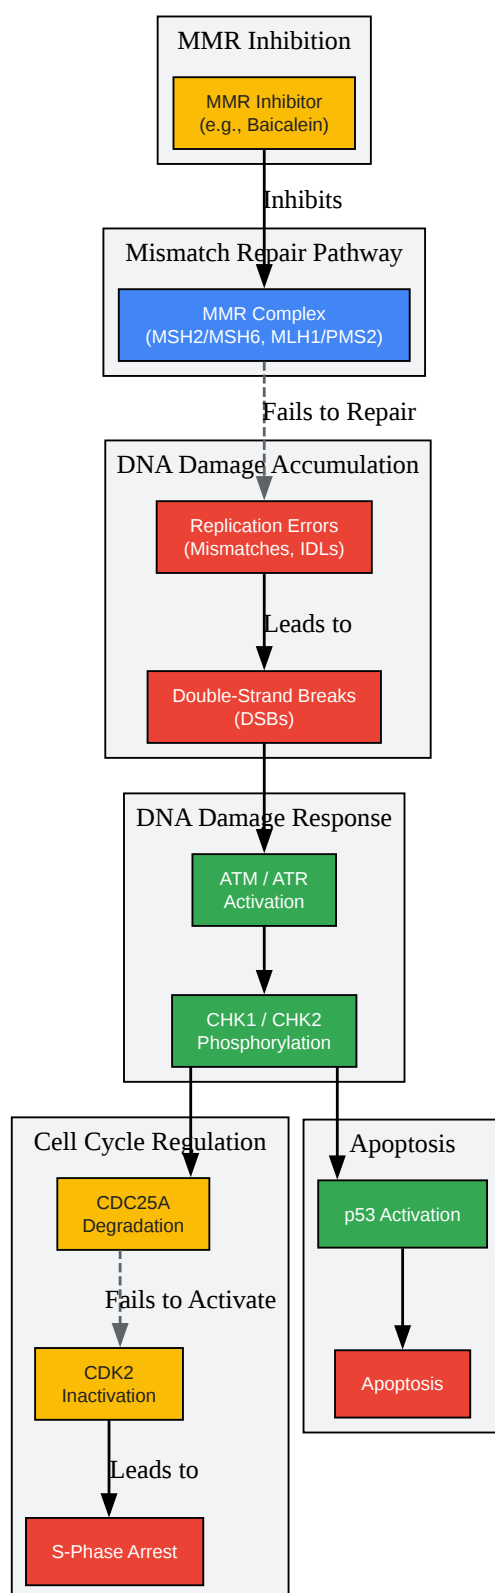 MMR Inhibition
MMR Inhibitor
(e.g., Baicalein)
Inhibits
Mismatch Repair Pathway
MMR Complex
(MSH2/MSH6, MLH1/PMS2)
Fails to Repair
DNA Damage Accumulation
Replication Errors
(Mismatches, IDLs)
Leads to
Double-Strand Breaks
(DSBs)
DNA Damage Response
ATM / ATR
Activation
CHK1 / CHK2
Phosphorylation
Cell Cycle Regulation
CDC25A
Degradation
Fails to Activate
CDK2
Inactivation
Leads to
S-Phase Arrest
Apoptosis
p53 Activation
Apoptosis